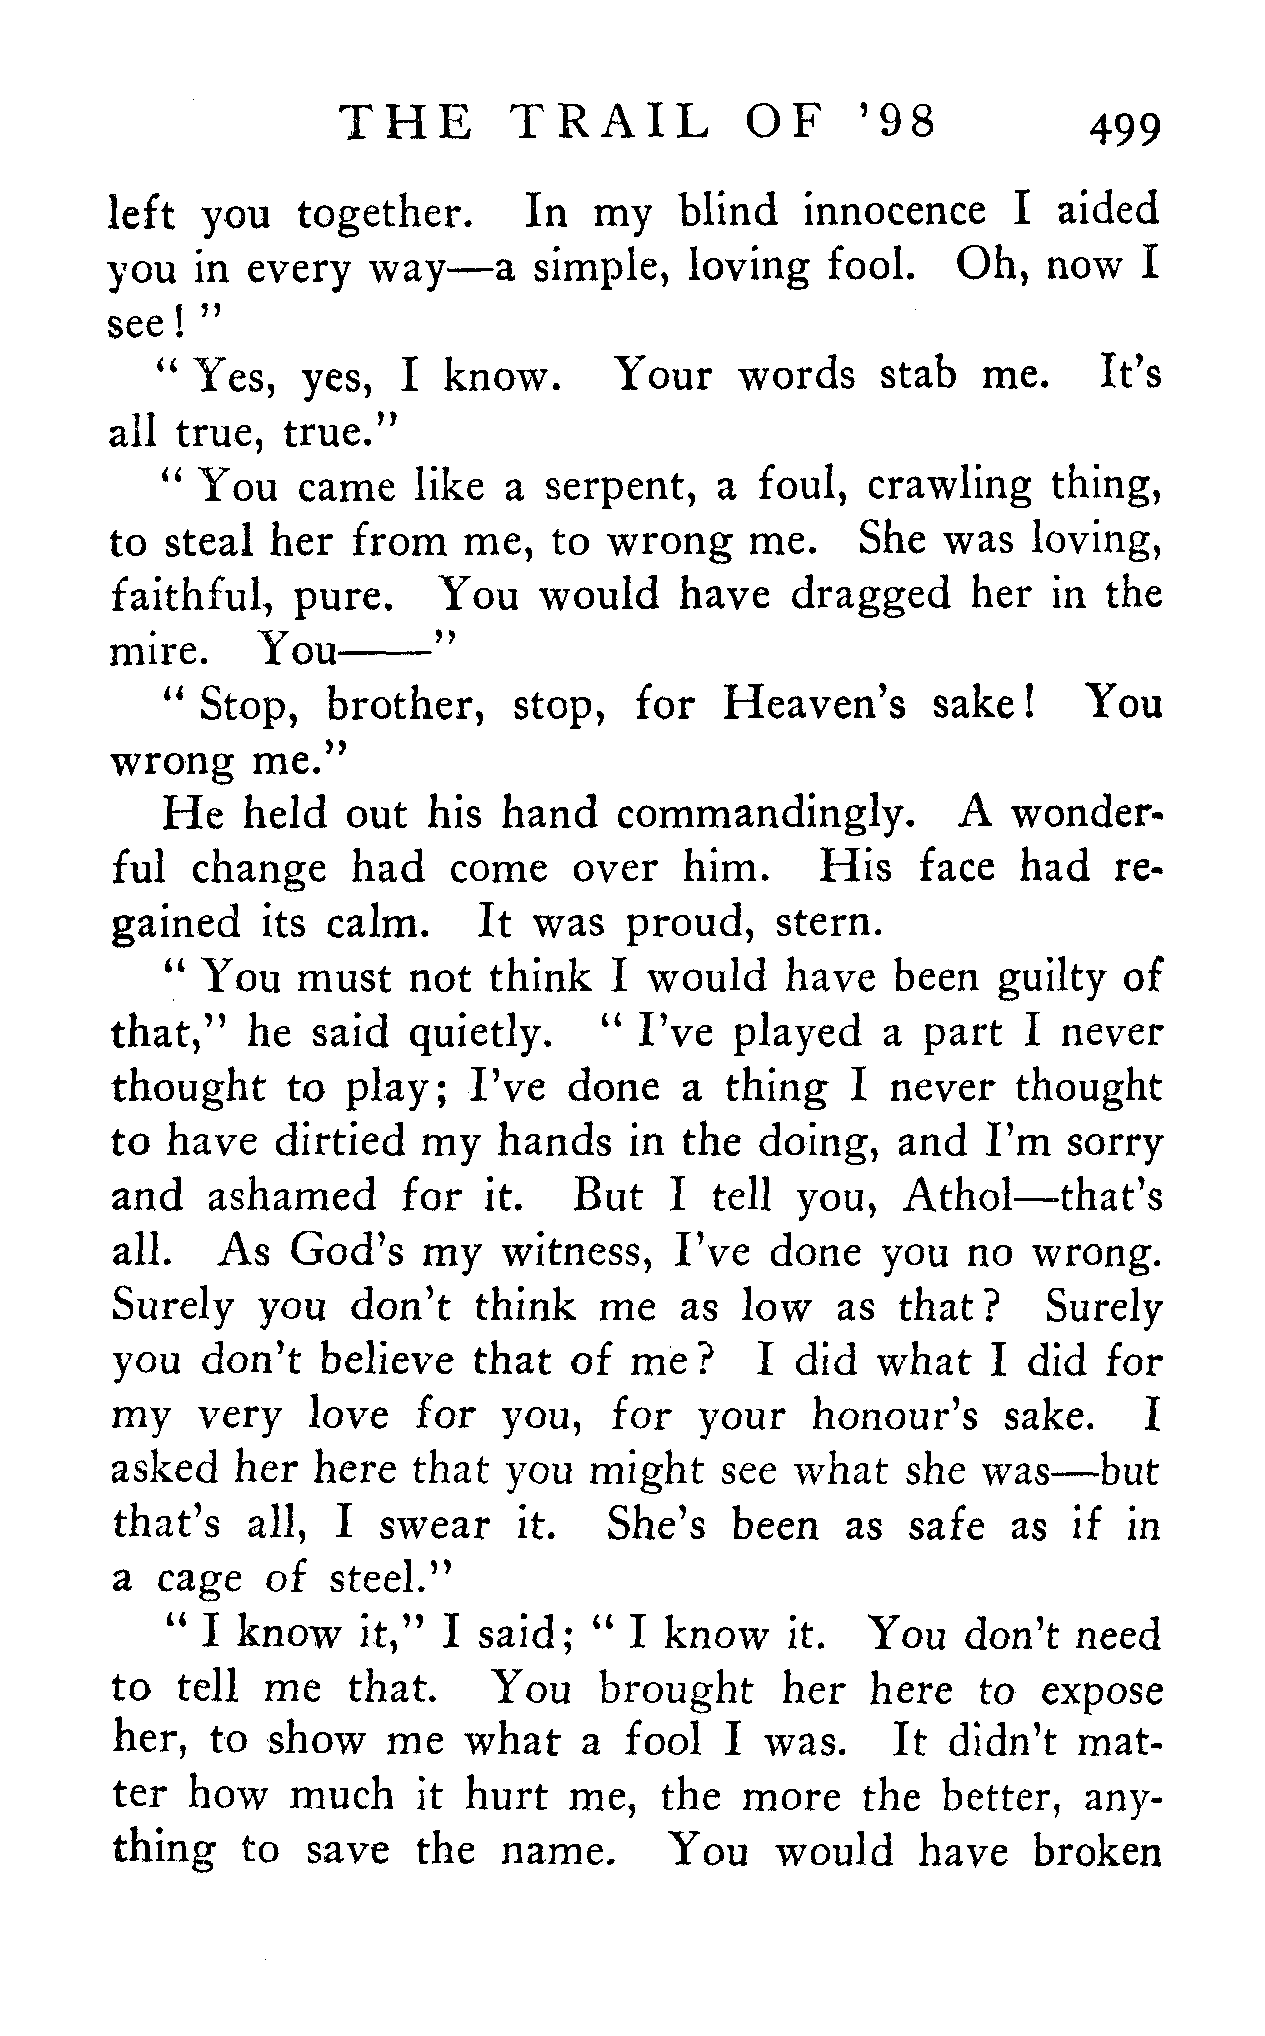 THE TRAIL OF '98 499
left you together. In my blind innocence I aided
you in every way—a simple, loving fool. Oh, now I
see! "
" Yes, yes, I know. Your words stab me. It's
all true, true."
" You came like a serpent, a foul, crawling thing,
to steal her from me, to wrong me. She was loving,
faithful, pure. You would have dragged her in the
mire. You——"
" Stop, brother, stop, for Heaven's sake! You
wrong me."
He held out his hand commandingly. A wonder-
ful change had come over him. His face had re-
gained its calm. It was proud, stern.
" You must not think I would have been guilty of
that," he said quietly. " I've played a part I never
thought to play; I've done a thing I never thought
to have dirtied my hands in the doing, and I'm sorry
and ashamed for it. But I tell you, Athol—that's
all. As God's my witness, I've done you no wrong.
Surely you don't think me as low as that? Surely
you don't believe that of me? I did what I did for
my very love for you, for your honour's sake. I
asked her here that you might see what she was—but
that's all, I swear it. She's been as safe as if in
a cage of steel."
" I know it," I said; " I know it. You don't need
to tell me that. You brought her here to expose
her, to show me what a fool I was. It didn't mat-
ter how much it hurt me, the more the better, any-
thing to save the name. You would have broken